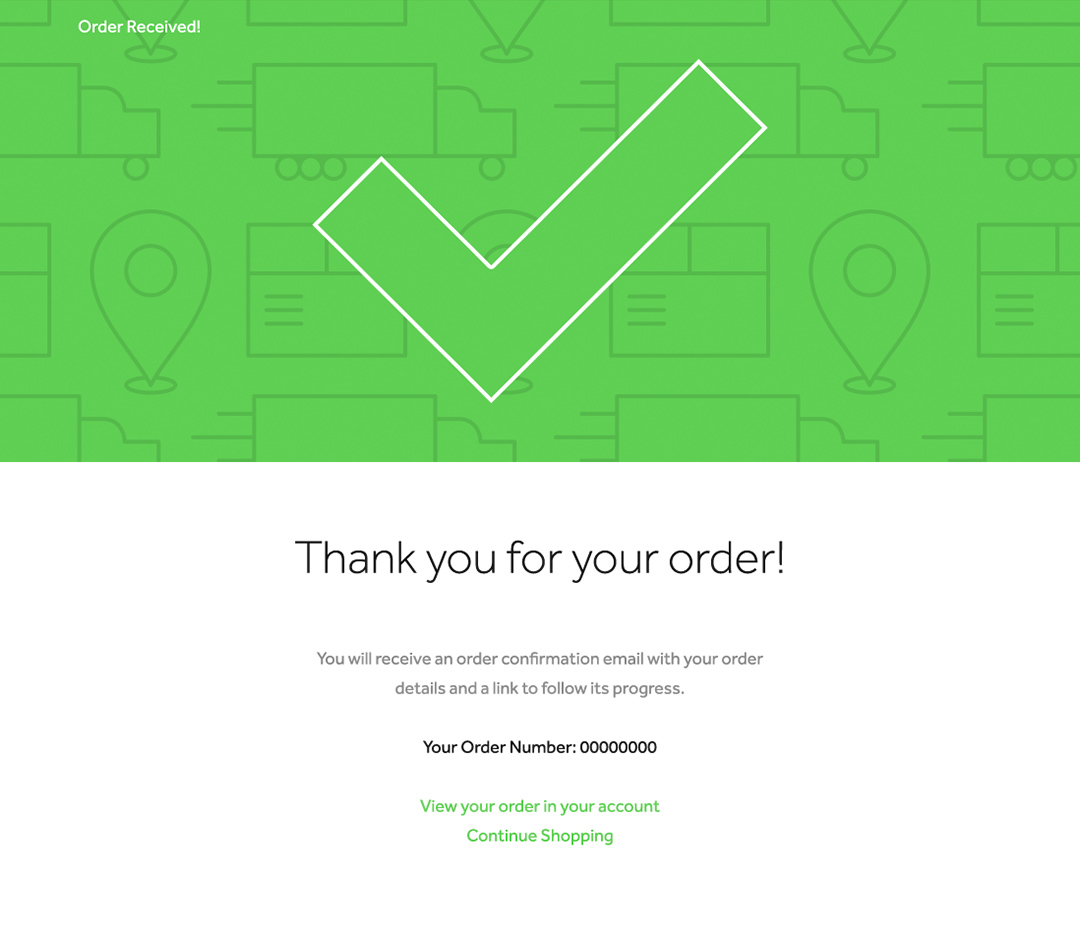 Order Received!
Thank you for your order!
You will receive an order confirmation email with your order
details and a link to follow its progress.
Your Order Number: 00000000
View your order in your account
Continue Shopping